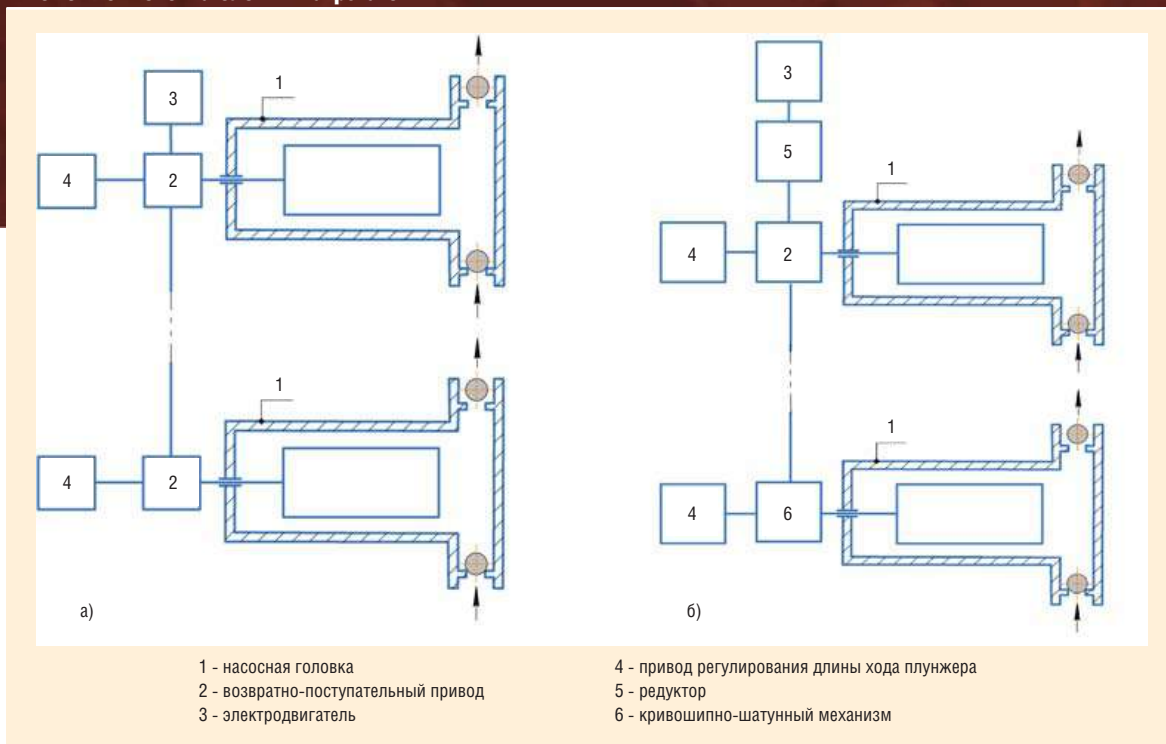 1
3
4
2
1
4
2
а)
3
5
1
4
2
1
4
6
б)
1 - насосная головка
2 - возвратно-поступательный привод
3 - электродвигатель
4 - привод регулирования длины хода плунжера
5 - редуктор
6 - кривошипно-шатунный механизм